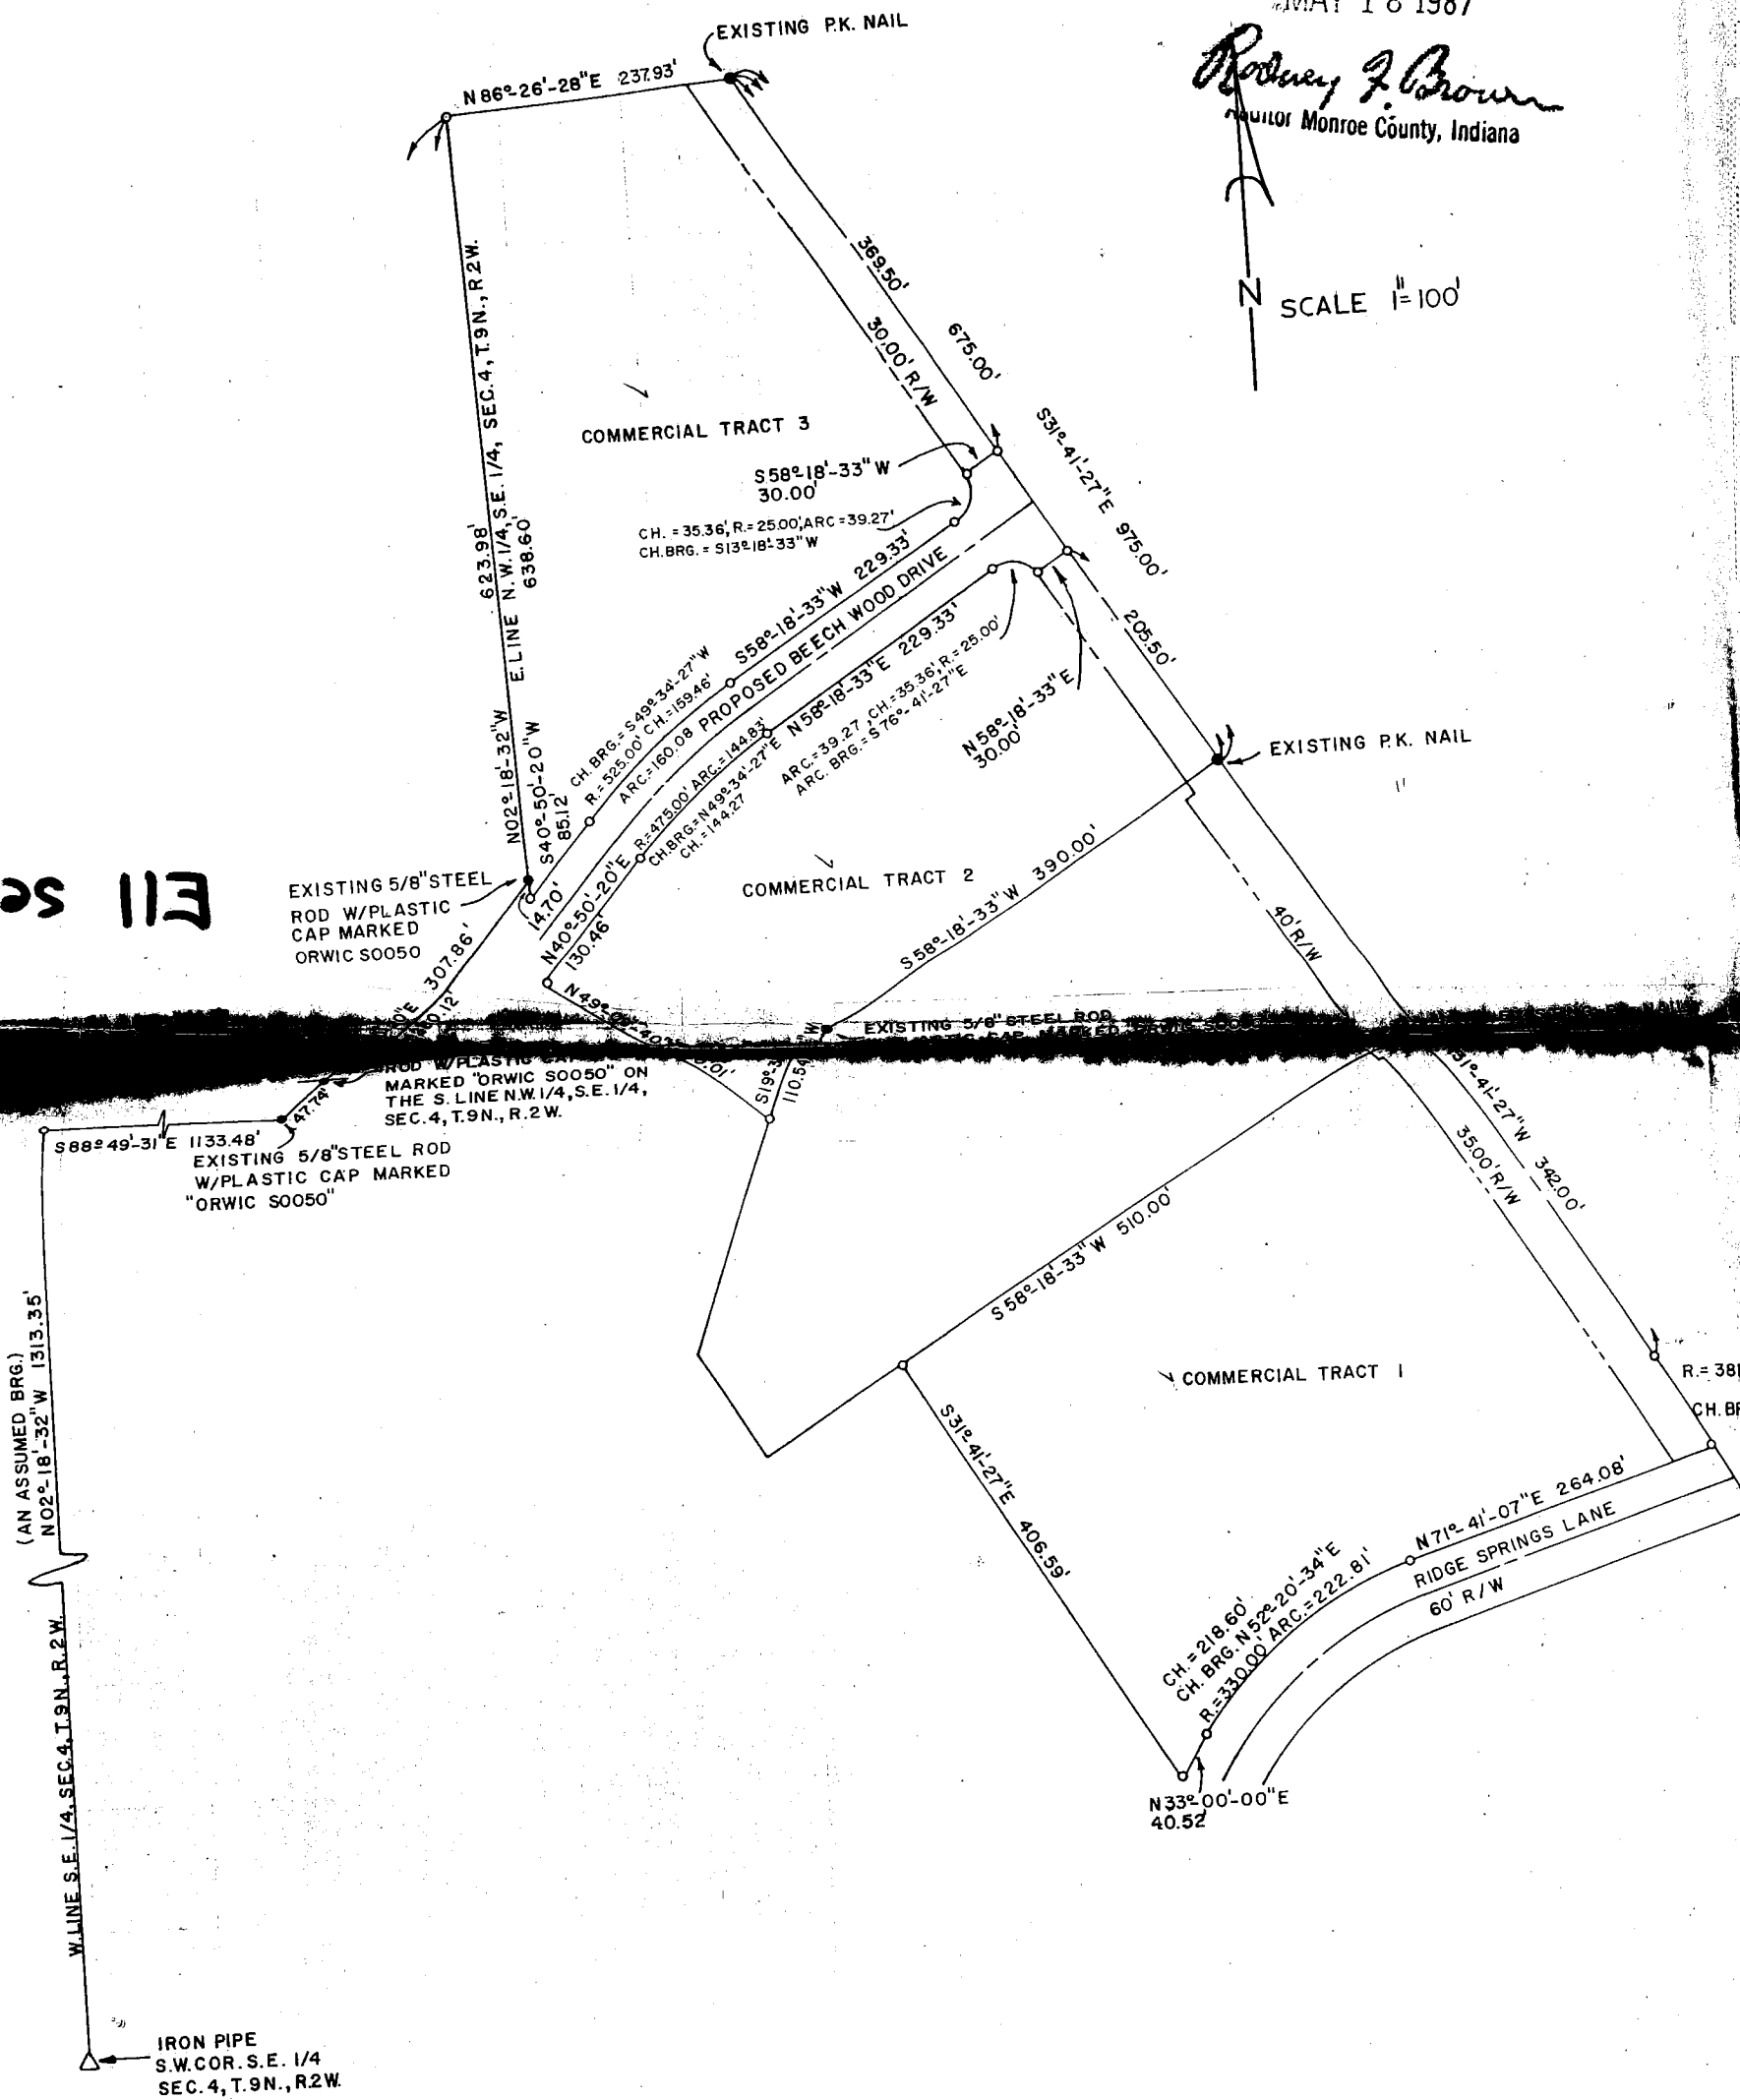 MAY 18 1987
Rodney F. Brown
Auditor Monroe County, Indiana
N
SCALE 1"=100'
EXISTING P.K. NAIL
N 86°-26'-28"E 237.93'
369.50'
30.00' R/W
675.00'
S31°-41'-27"E 975.00'
E.LINE N.W.1/4, S.E.1/4, SEC.4, T.9N., R.2W.
623.98'
638.60'
N02°-18'-32"W
COMMERCIAL TRACT 3
S.58°-18'-33" W
30.00'
CH. = 35.36', R.= 25.00', ARC =39.27'
CH.BRG. = S13°-18'-33" W
S58°-18'-33"W 229.33'
PROPOSED BEECH WOOD DRIVE
CH. BRG.= S49°-34'-27"W
R.= 525.00' CH.=159.46'
ARC.=160.08
S40°-50'-20"W
85.12
N58°-18'-33"E 229.33'
R.=475.00' ARC.=144.83'
CH.BRG.=N49°-34'-27"E
CH.=144.27
ARC.=39.27', CH.=35.36', R.=25.00'
ARC. BRG.=S76°-41'-27"E
N58°-18'-33"E
30.00'
205.50'
EXISTING P.K. NAIL
E11 Sc
EXISTING 5/8" STEEL
ROD W/PLASTIC
CAP MARKED
ORWIC S0050
14.70'
N40°-50'-20"E
130.46'
COMMERCIAL TRACT 2
S58°-18'-33"W 390.00'
40' R/W
307.86'
EXISTING 5/8" STEEL ROD
110.54'
ROD W/PLASTIC
MARKED "ORWIC S0050" ON
THE S. LINE N.W.1/4, S.E.1/4,
SEC.4, T.9N., R.2W.
47.74'
S88°49'-31"E 1133.48'
EXISTING 5/8" STEEL ROD
W/PLASTIC CAP MARKED
"ORWIC S0050"
S31°-41'-27"W 342.00'
35.00' R/W
S58°-18'-33"W 510.00'
COMMERCIAL TRACT 1
R.= 381
CH. BR
(AN ASSUMED BRG.)
N02°-18'-32"W 1313.35'
S31°-41'-27"E 406.59'
N71°-41'-07"E 264.08'
RIDGE SPRINGS LANE
60' R/W
CH.=218.60'
CH. BRG. N52°-20'-34"E
R.=330.00' ARC.=222.81'
N33°-00'-00"E
40.52'
W.LINE S.E.1/4, SEC.4, T.9N., R.2W.
IRON PIPE
S.W. COR. S.E. 1/4
SEC. 4, T.9N., R.2W.